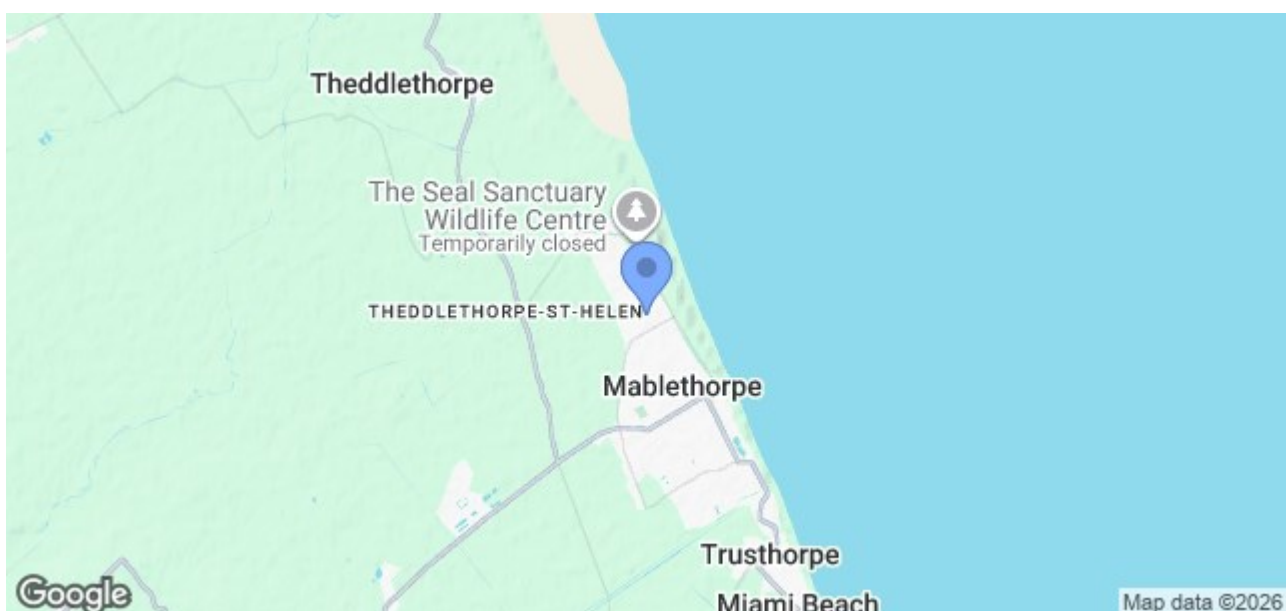 Theddlethorpe
The Seal Sanctuary
Wildlife Centre
Temporarily closed
THEDDLETHORPE-ST-HELEN
Mablethorpe
Trusthorpe
Miami Beach
Google
Map data ©2026